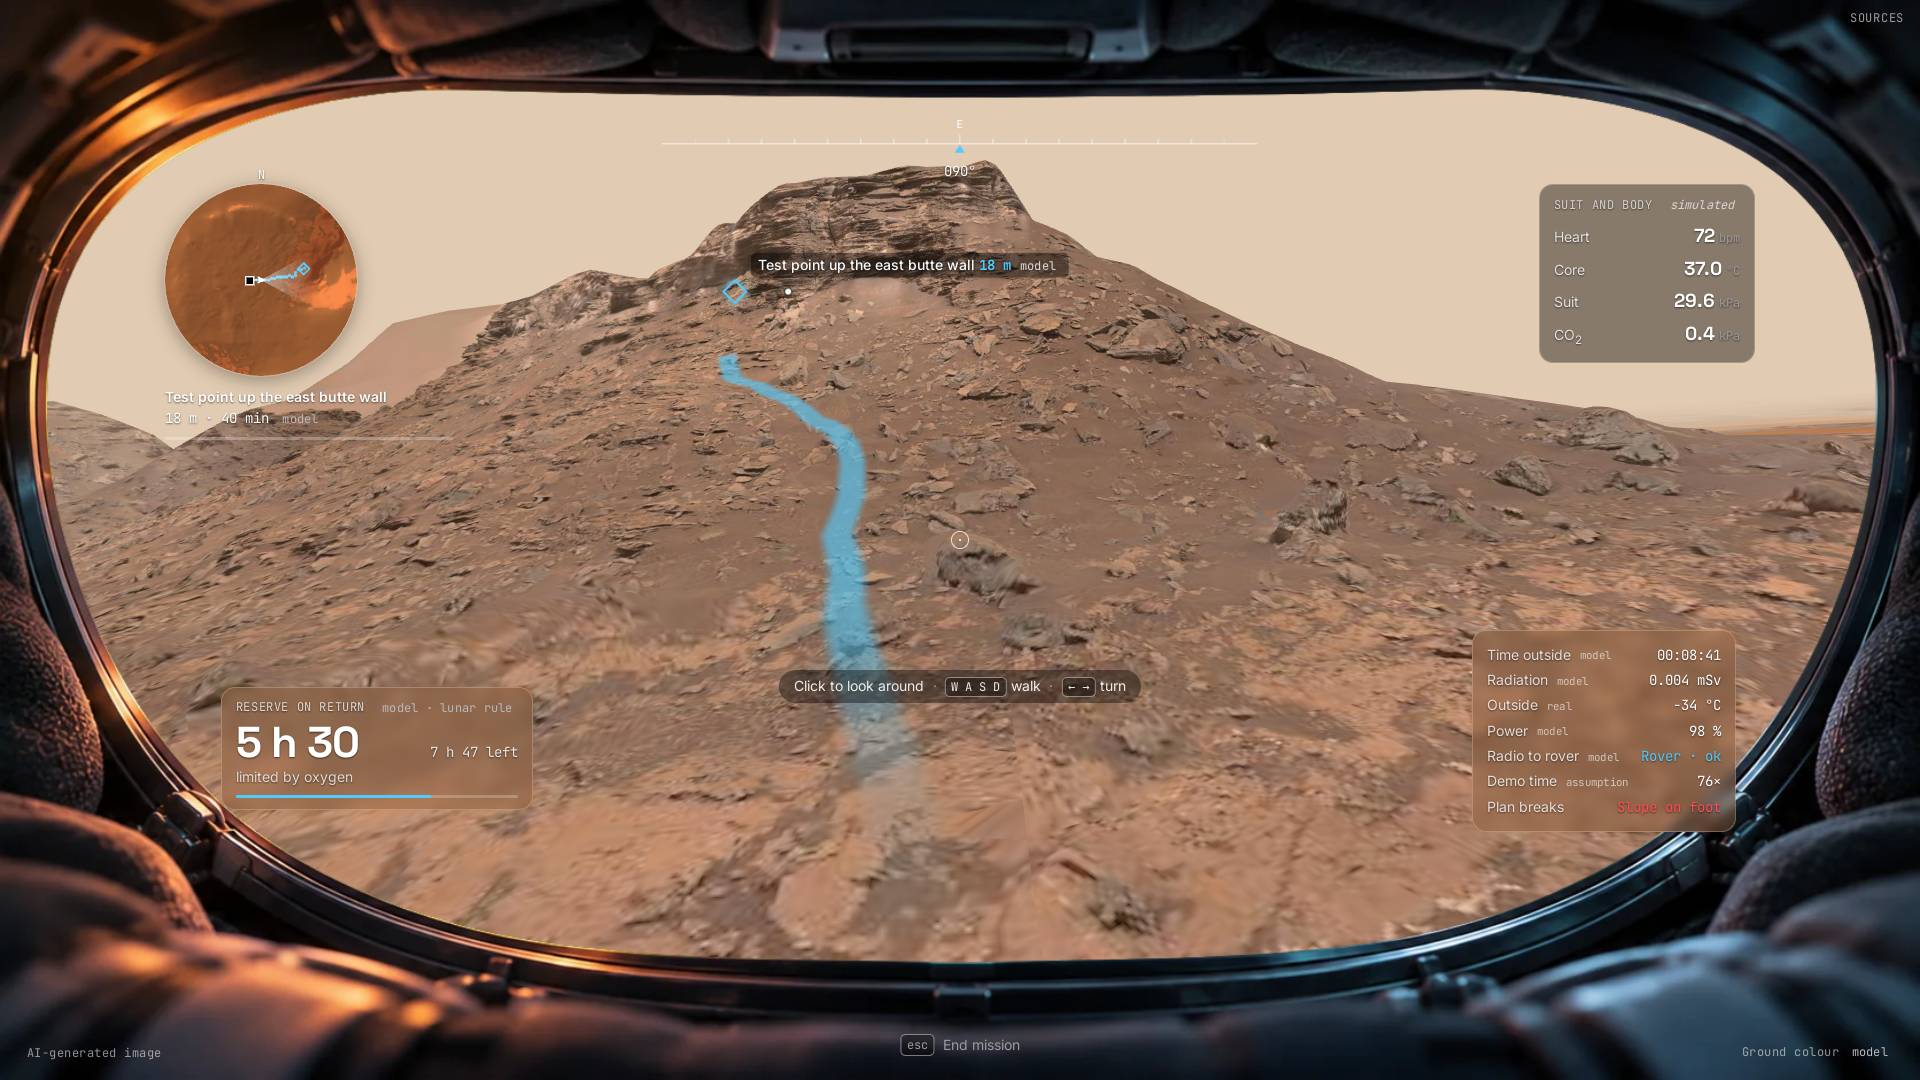 SOURCES
E
090°
N
Test point up the east butte wall
18 m · 40 min model
Test point up the east butte wall 18 m model
SUIT AND BODY simulated
Heart 72 bpm
Core 37.0 °C
Suit 29.6 kPa
CO2 0.4 kPa
Click to look around · W A S D walk · ← → turn
RESERVE ON RETURN model · lunar rule
5 h 30 7 h 47 left
limited by oxygen
Time outside model 00:08:41
Radiation model 0.004 mSv
Outside real -34 °C
Power model 98 %
Radio to rover model Rover · ok
Demo time assumption 76×
Plan breaks Slope on foot
esc End mission
AI-generated image
Ground colour model